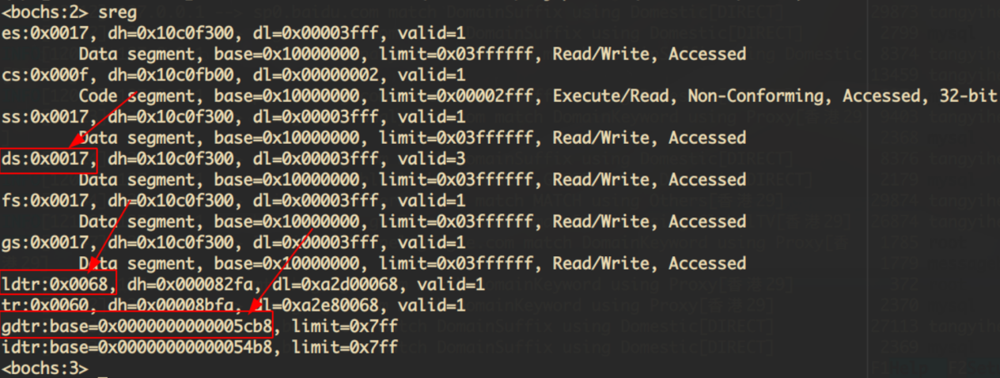 <bochs:2> sreg
es:0x0017, dh=0x10c0f300, dl=0x00003fff, valid=1
Data segment, base=0x10000000, limit=0x03ffffff, Read/Write, Accessed
cs:0x000f, dh=0x10c0fb00, dl=0x00000002, valid=1
Code segment, base=0x10000000, limit=0x00002fff, Execute/Read, Non-Conforming, Accessed, 32-bit
ss:0x0017, dh=0x10c0f300, dl=0x00003fff, valid=1
Data segment, base=0x10000000, limit=0x03ffffff, Read/Write, Accessed
ds:0x0017, dh=0x10c0f300, dl=0x00003fff, valid=3
Data segment, base=0x10000000, limit=0x03ffffff, Read/Write, Accessed
fs:0x0017, dh=0x10c0f300, dl=0x00003fff, valid=1
Data segment, base=0x10000000, limit=0x03ffffff, Read/Write, Accessed
gs:0x0017, dh=0x10c0f300, dl=0x00003fff, valid=1
Data segment, base=0x10000000, limit=0x03ffffff, Read/Write, Accessed
ldtr:0x0068, dh=0x000082fa, dl=0xa2d00068, valid=1
tr:0x0060, dh=0x00008bfa, dl=0xa2e80068, valid=1
gdtr:base=0x0000000000005cb8, limit=0x7ff
idtr:base=0x00000000000054b8, limit=0x7ff
<bochs:3>